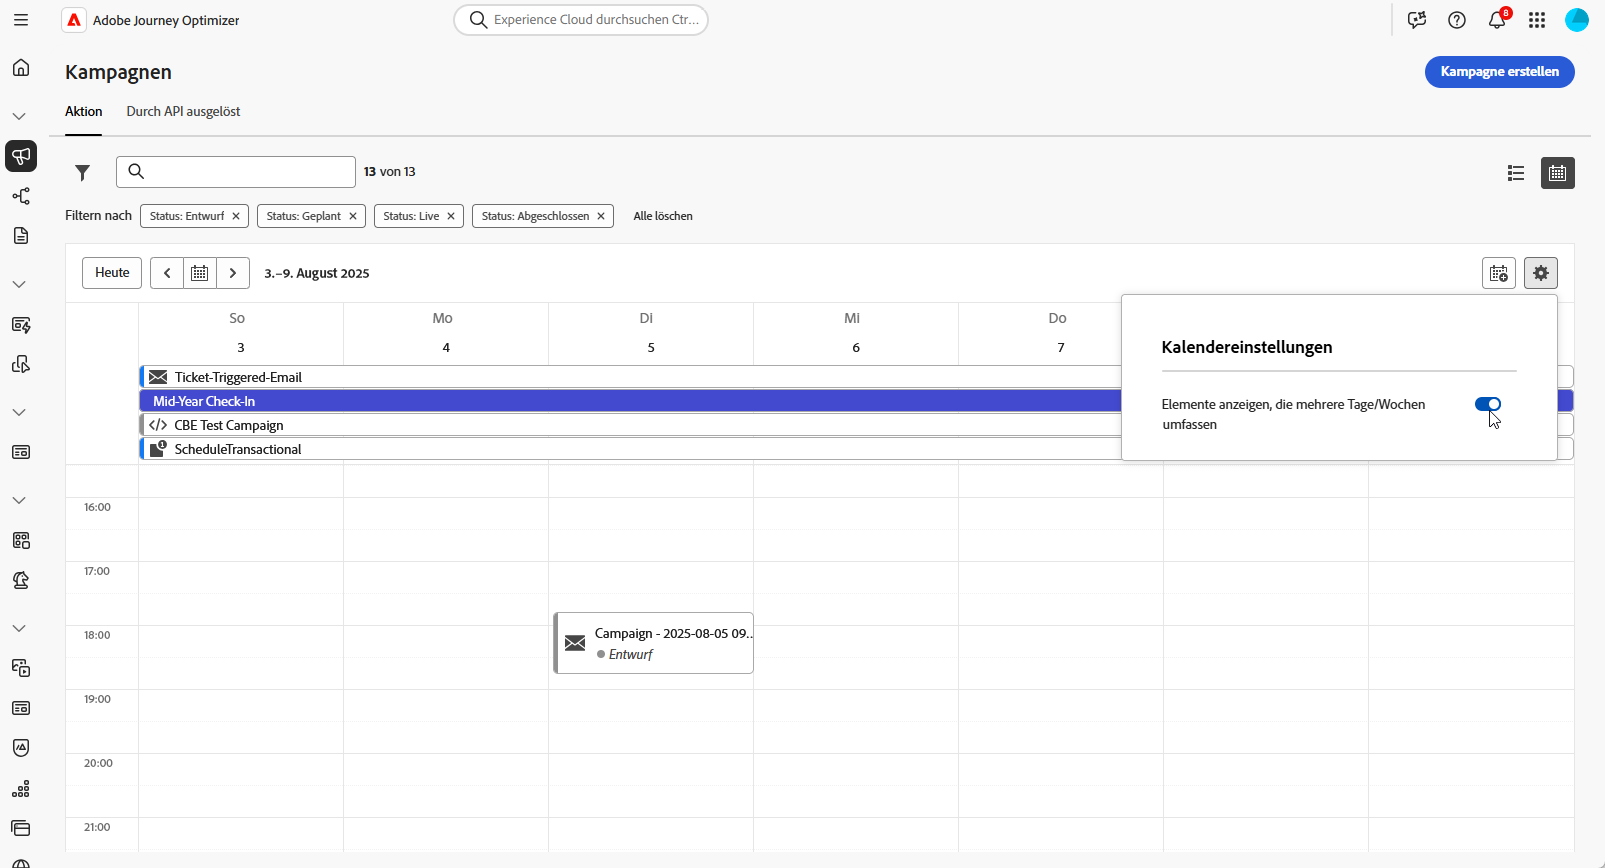 Adobe Journey Optimizer
Experience Cloud durchsuchen Ctr...
8
Kampagnen
Kampagne erstellen
Aktion
Durch API ausgelöst
13 von 13
Filtern nach
Status: Entwurf
Status: Geplant
Status: Live
Status: Abgeschlossen
Alle löschen
Heute
3.–9. August 2025
So
Mo
Di
Mi
Do
3
4
5
6
7
Kalendereinstellungen
Elemente anzeigen, die mehrere Tage/Wochen
umfassen
Ticket-Triggered-Email
Mid-Year Check-In
CBE Test Campaign
1
ScheduleTransactional
16:00
17:00
18:00
Campaign - 2025-08-05 09...
Entwurf
19:00
20:00
21:00